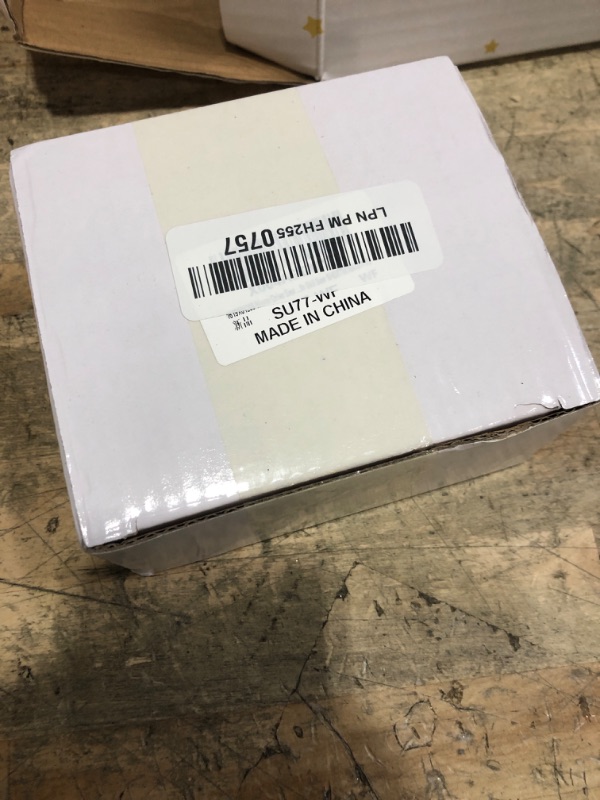 LPN PM FH255 0757
SU77-W
MADE IN CHINA